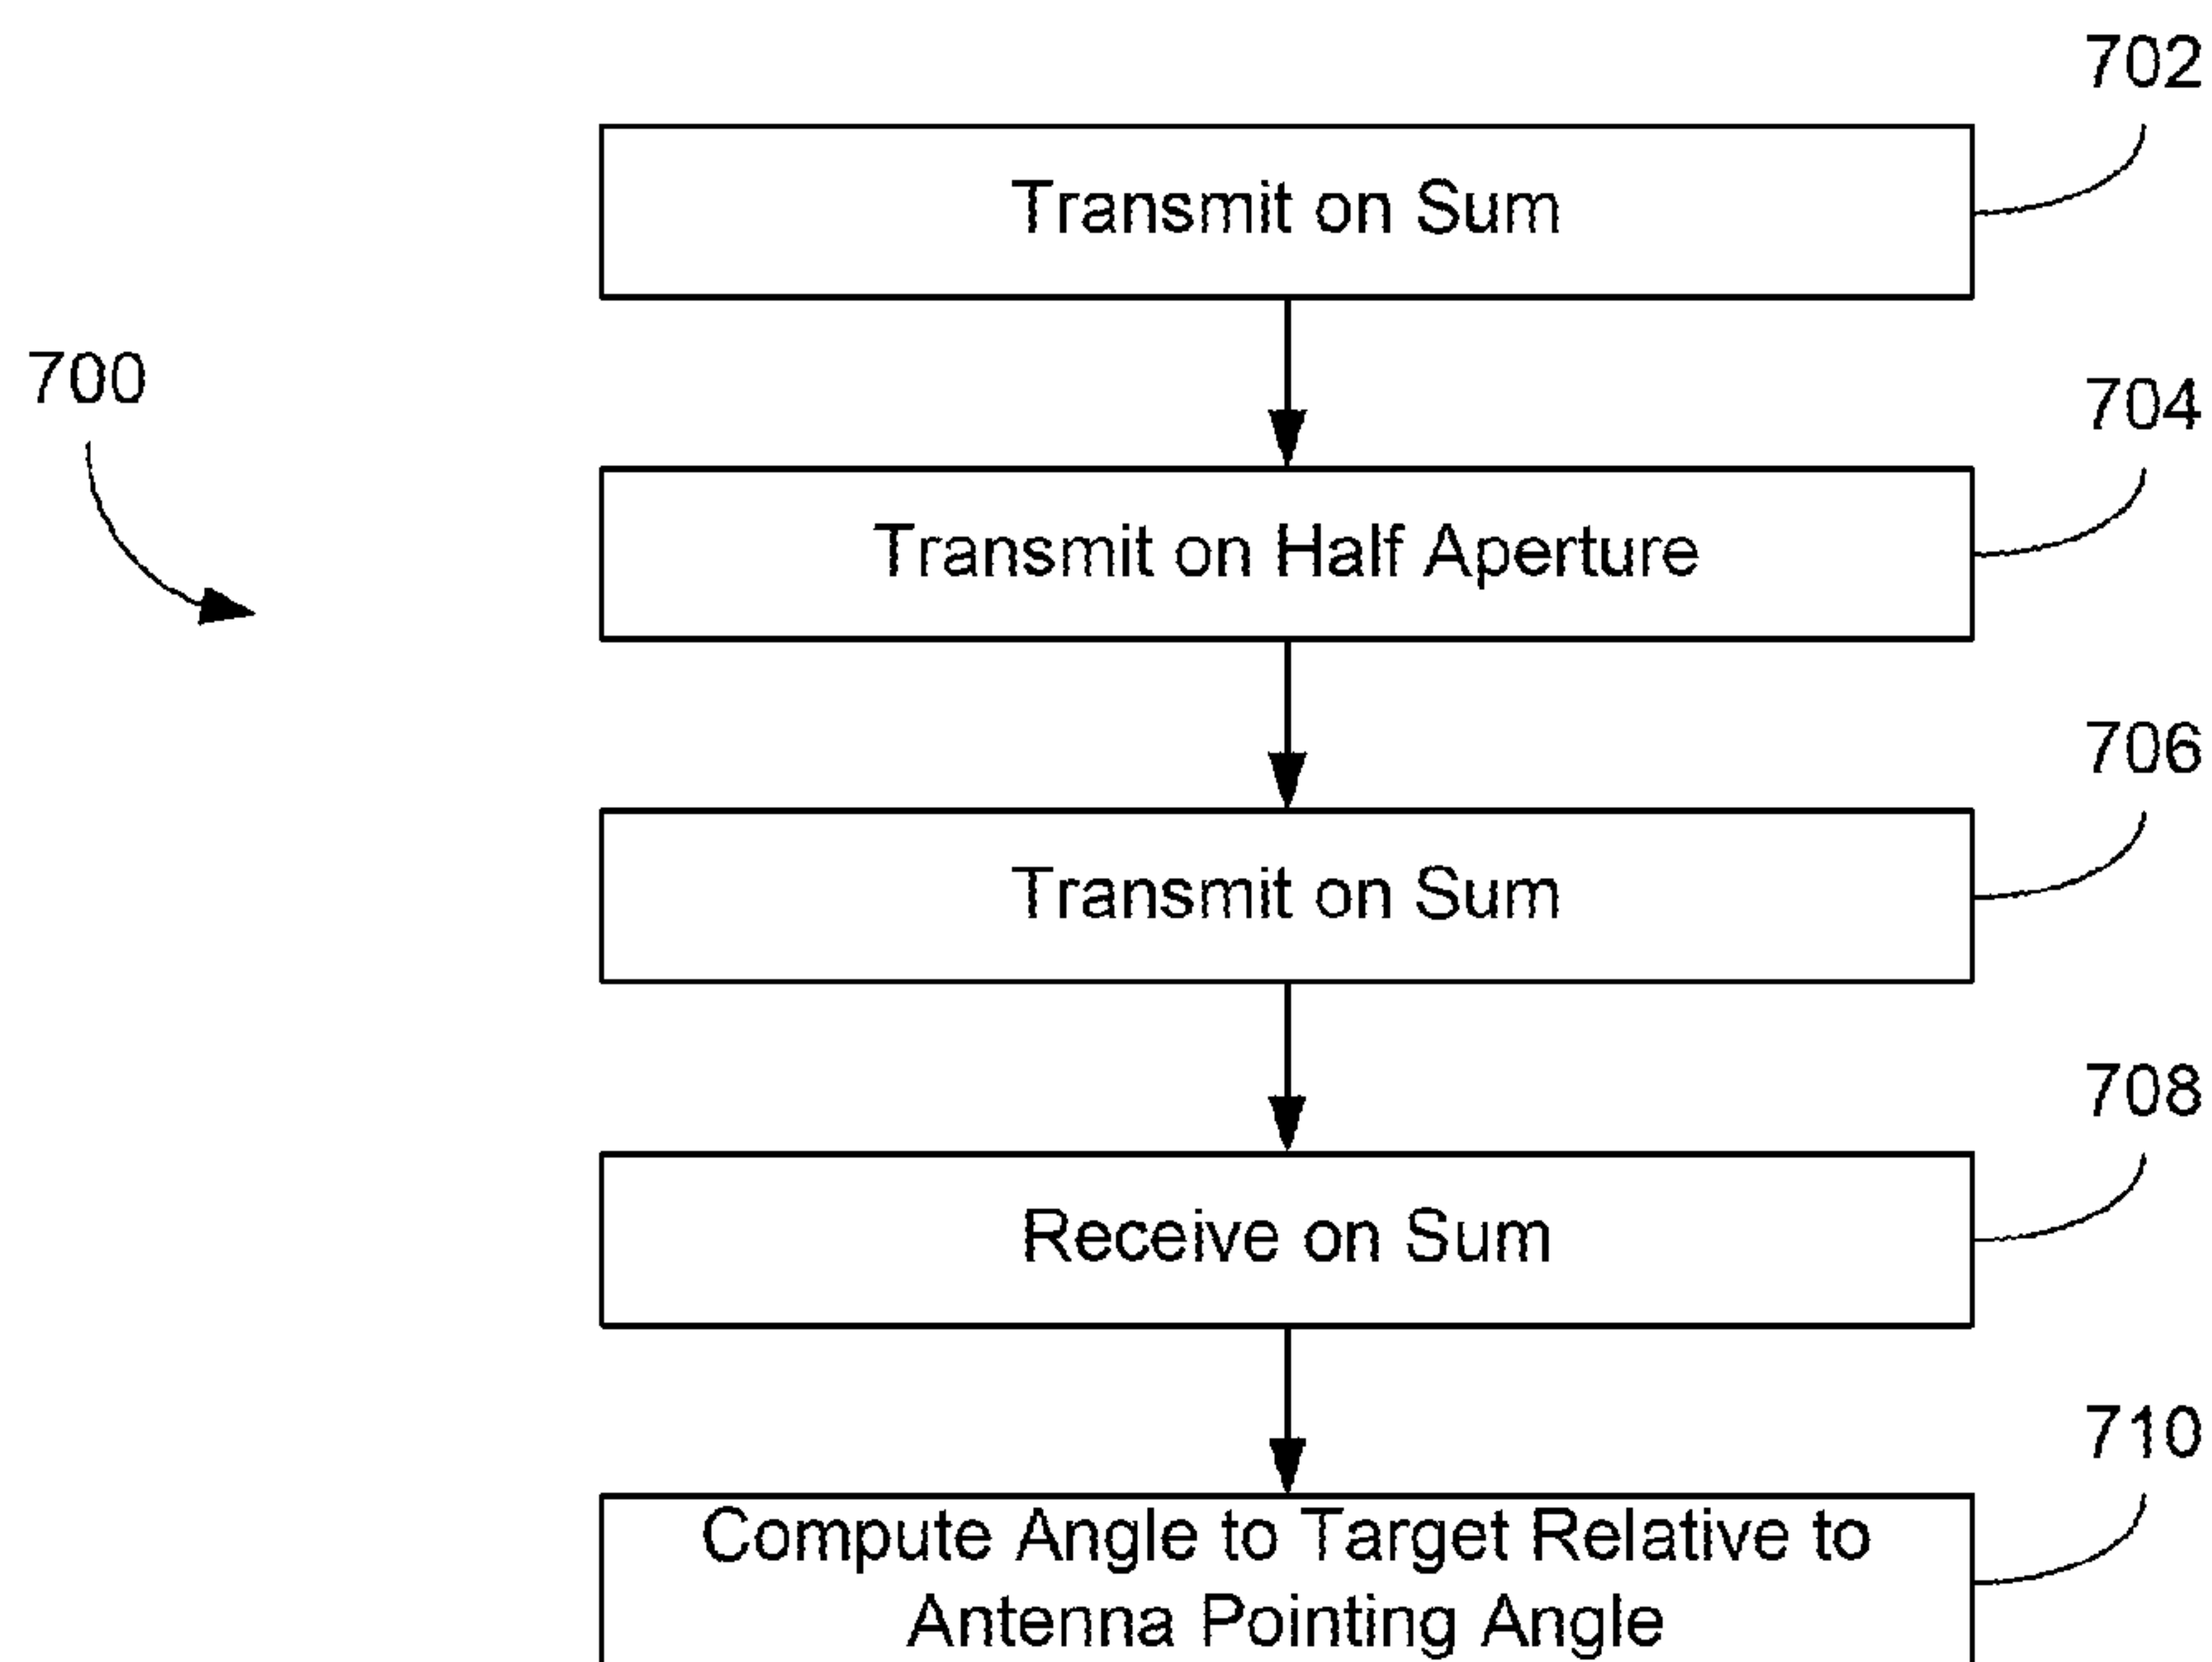 702
Transmit on Sum
700
704
Transmit on Half Aperture
706
Transmit on Sum
708
Receive on Sum
710
Compute Angle to Target Relative to
Antenna Pointing Angle